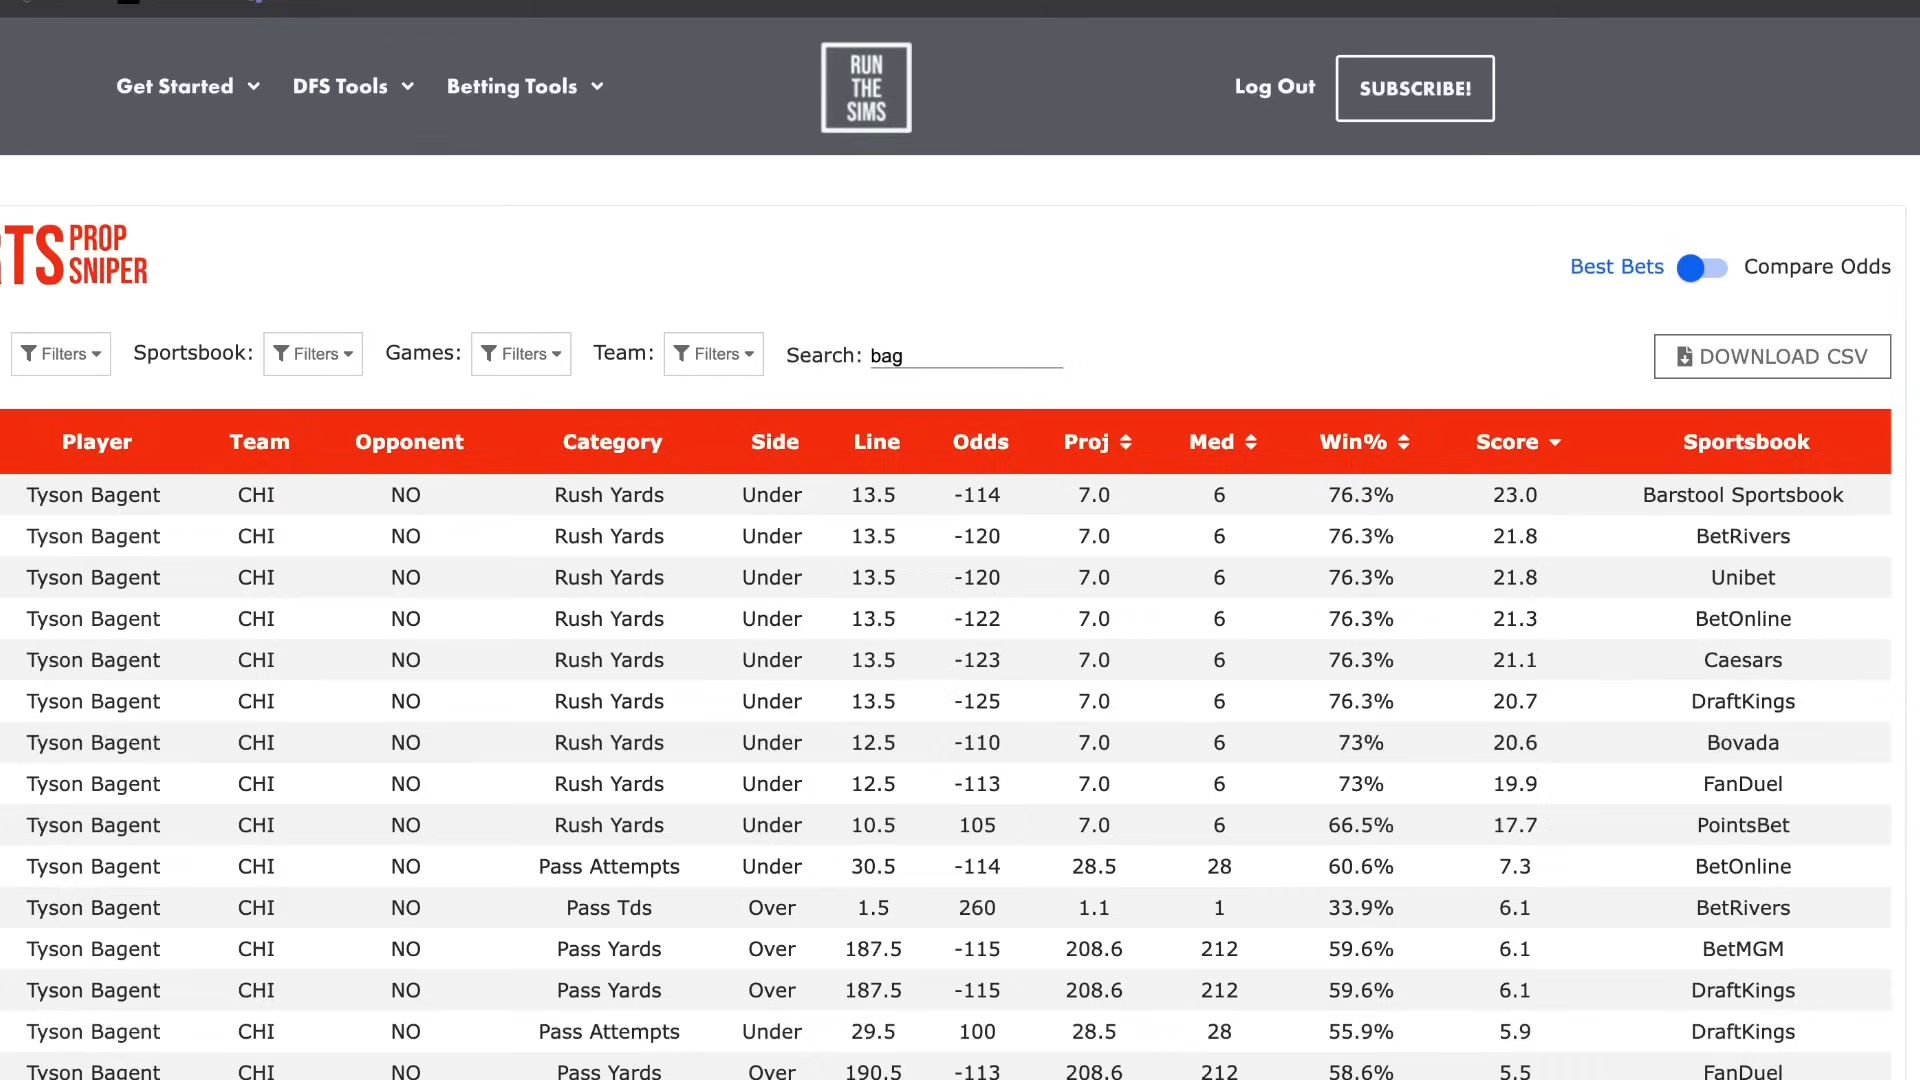 Get Started DFS Tools Betting Tools
RUN
THE
SIMS
Log Out SUBSCRIBE!
RTS PROP
SNIPER
Best Bets Compare Odds
Filters Sportsbook: Filters Games: Filters Team: Filters Search: bag DOWNLOAD CSV
Player Team Opponent Category Side Line Odds Proj Med Win% Score Sportsbook
Tyson Bagent CHI NO Rush Yards Under 13.5 -114 7.0 6 76.3% 23.0 Barstool Sportsbook
Tyson Bagent CHI NO Rush Yards Under 13.5 -120 7.0 6 76.3% 21.8 BetRivers
Tyson Bagent CHI NO Rush Yards Under 13.5 -120 7.0 6 76.3% 21.8 Unibet
Tyson Bagent CHI NO Rush Yards Under 13.5 -122 7.0 6 76.3% 21.3 BetOnline
Tyson Bagent CHI NO Rush Yards Under 13.5 -123 7.0 6 76.3% 21.1 Caesars
Tyson Bagent CHI NO Rush Yards Under 13.5 -125 7.0 6 76.3% 20.7 DraftKings
Tyson Bagent CHI NO Rush Yards Under 12.5 -110 7.0 6 73% 20.6 Bovada
Tyson Bagent CHI NO Rush Yards Under 12.5 -113 7.0 6 73% 19.9 FanDuel
Tyson Bagent CHI NO Rush Yards Under 10.5 105 7.0 6 66.5% 17.7 PointsBet
Tyson Bagent CHI NO Pass Attempts Under 30.5 -114 28.5 28 60.6% 7.3 BetOnline
Tyson Bagent CHI NO Pass Tds Over 1.5 260 1.1 1 33.9% 6.1 BetRivers
Tyson Bagent CHI NO Pass Yards Over 187.5 -115 208.6 212 59.6% 6.1 BetMGM
Tyson Bagent CHI NO Pass Yards Over 187.5 -115 208.6 212 59.6% 6.1 DraftKings
Tyson Bagent CHI NO Pass Attempts Under 29.5 100 28.5 28 55.9% 5.9 DraftKings
Tyson Bagent CHI NO Pass Yards Over 190.5 -113 208.6 212 58.6% 5.5 FanDuel